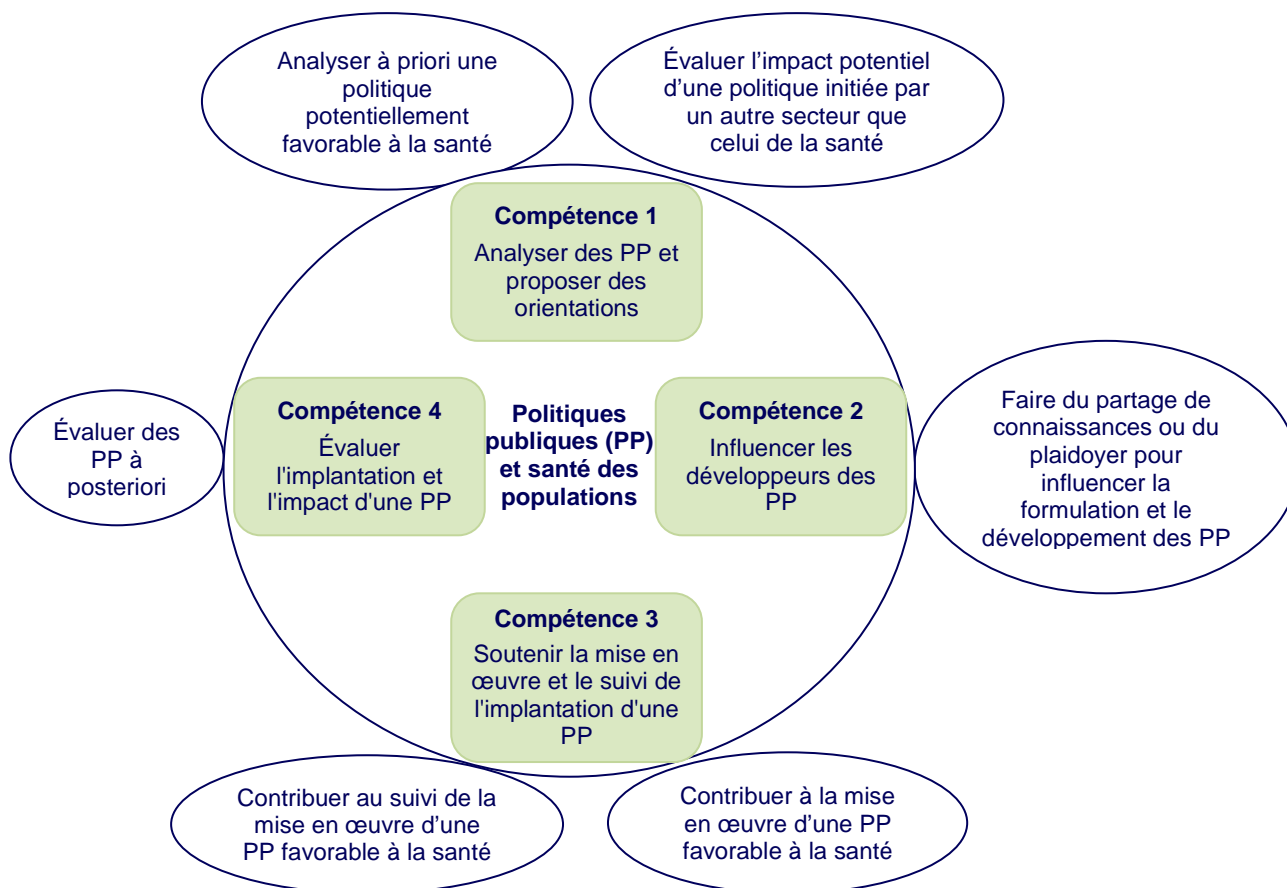 Analyser à priori une
politique
potentiellement
favorable à la santé
Évaluer l’impact potentiel
d’une politique initiée par
un autre secteur que
celui de la santé
Compétence 1
Analyser des PP et
proposer des
orientations
Évaluer des
PP à
posteriori
Compétence 4
Évaluer
l'implantation et
l'impact d'une PP
Politiques
publiques (PP)
et santé des
populations
Compétence 2
Influencer les
développeurs des
PP
Faire du partage de
connaissances ou du
plaidoyer pour
influencer la
formulation et le
développement des PP
Compétence 3
Soutenir la mise en
œuvre et le suivi de
l'implantation d'une
PP
Contribuer au suivi de la
mise en œuvre d’une
PP favorable à la santé
Contribuer à la mise
en œuvre d’une PP
favorable à la santé